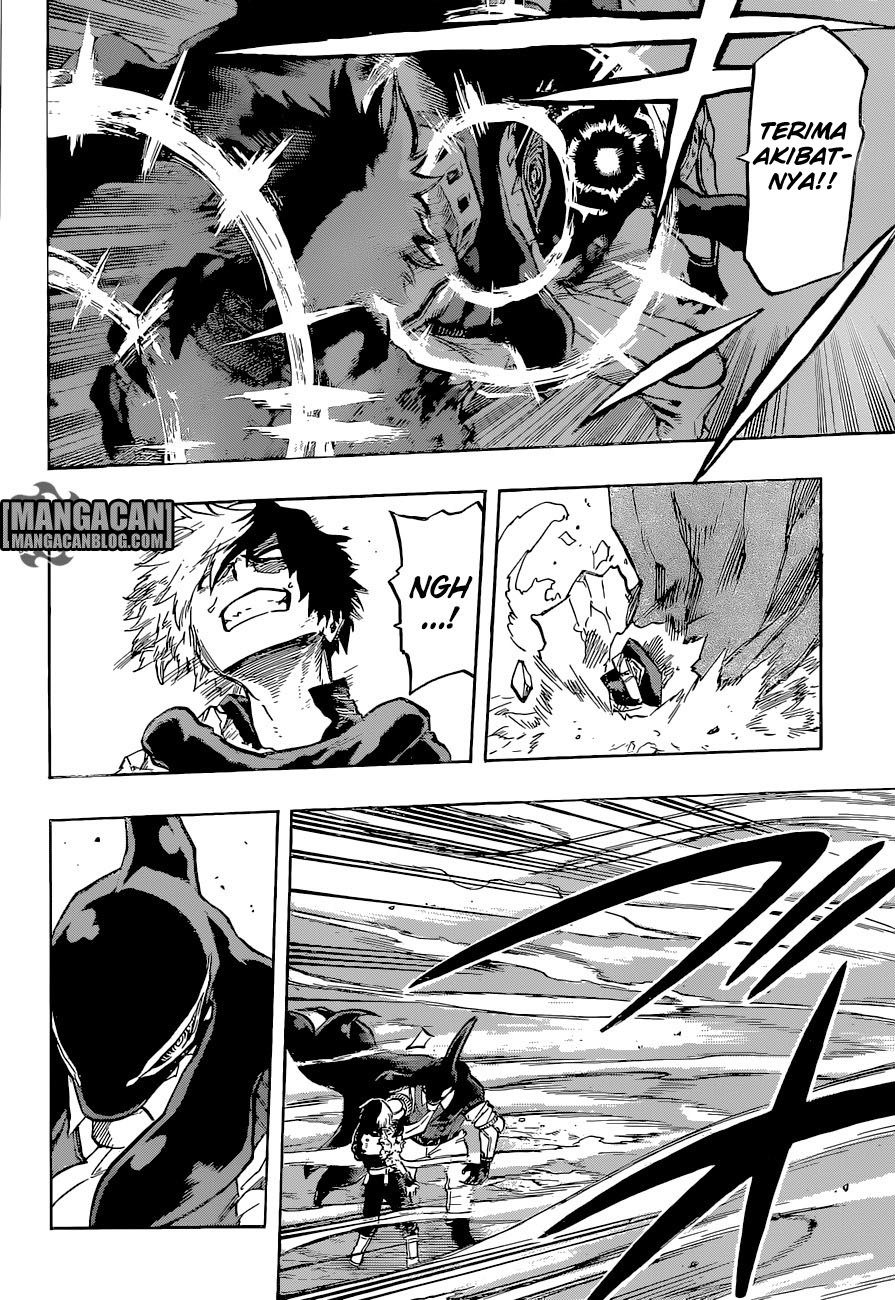 TERIMA
AKIBAT-
NYA!!
[MANGACAN]
MANGACANBLOG.COM
NGH
...!